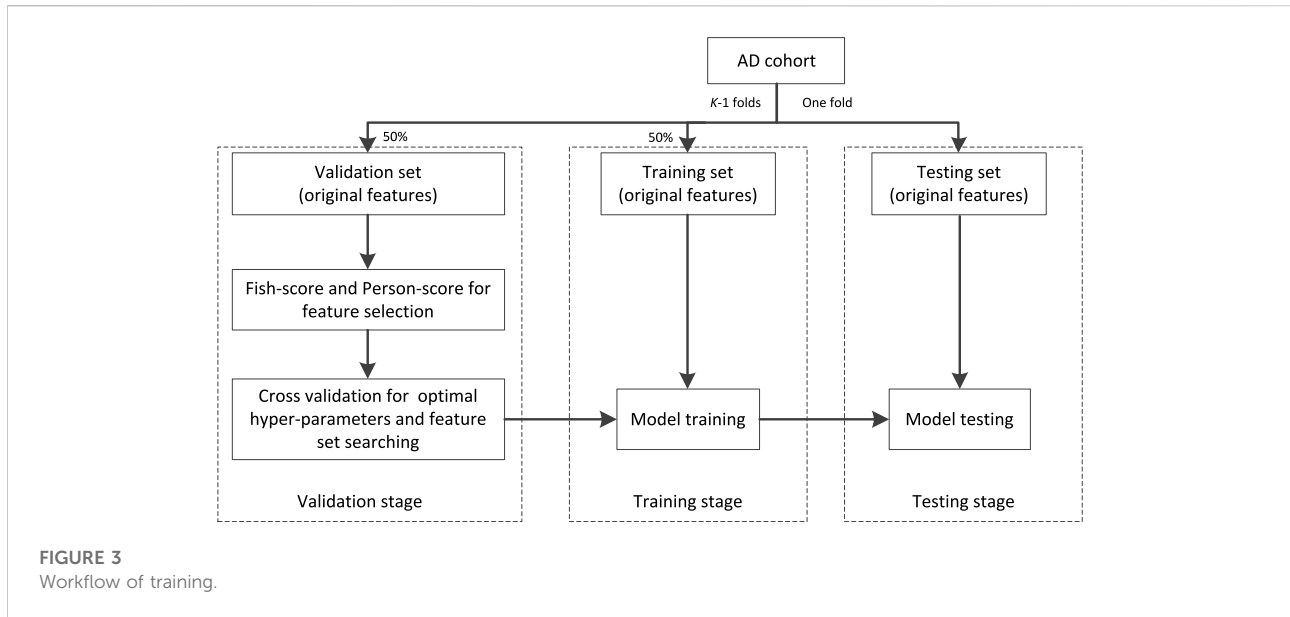 AD cohort
K-1 folds
One fold
50%
50%
Validation set
(original features)
Training set
(original features)
Testing set
(original features)
Fish-score and Person-score for
feature selection
Cross validation for optimal
hyper-parameters and feature
set searching
Model training
Model testing
Validation stage
Training stage
Testing stage
FIGURE 3
Workflow of training.